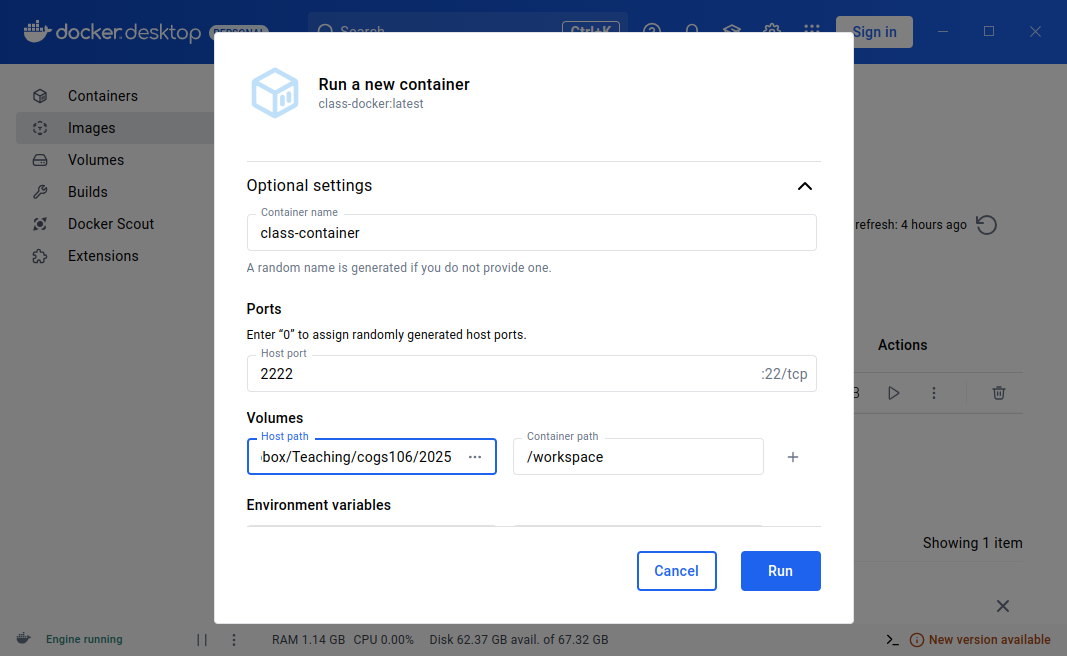 docker desktop PERSONAL
Search
Ctrl+K
Sign in
Containers
Images
Volumes
Builds
Docker Scout
Extensions
Run a new container
class-docker:latest
Optional settings
Container name
class-container
A random name is generated if you do not provide one.
Ports
Enter “0” to assign randomly generated host ports.
Host port
2222 :22/tcp
Volumes
Host path
box/Teaching/cogs106/2025
Container path
/workspace
Environment variables
Cancel
Run
refresh: 4 hours ago
Actions
Showing 1 item
Engine running
RAM 1.14 GB CPU 0.00% Disk 62.37 GB avail. of 67.32 GB
New version available